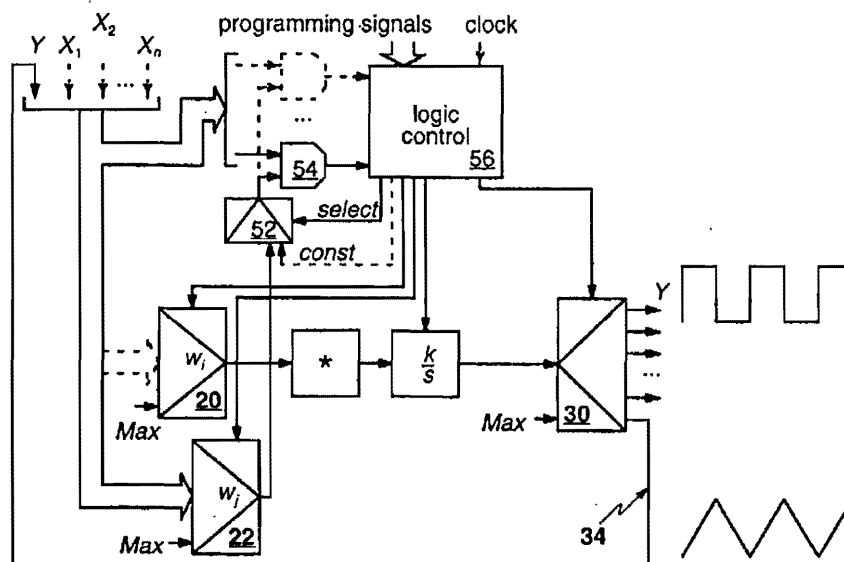 programming signals clock
Y X₁ X₂ ... Xₙ
...
logic control
56
54
52
select
const
wᵢ
20
Max
*
k/s
Y
...
30
Max
wⱼ
22
Max
34